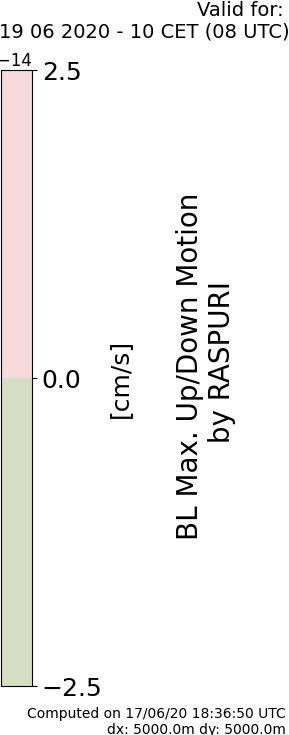 Valid for:
19 06 2020 - 10 CET (08 UTC)
−14
2.5
0.0
−2.5
[cm/s]
BL Max. Up/Down Motion
by RASPURI
Computed on 17/06/20 18:36:50 UTC
dx: 5000.0m dy: 5000.0m